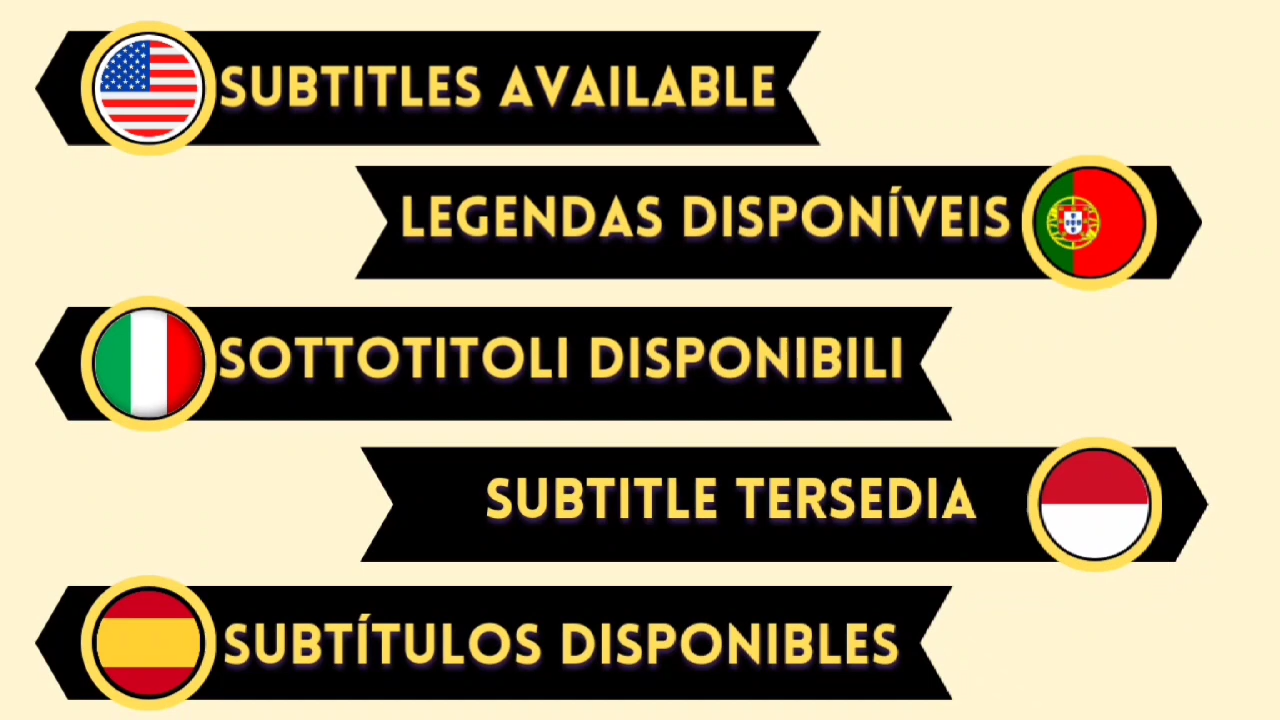 SUBTITLES AVAILABLE
LEGENDAS DISPONÍVEIS
SOTTOTITOLI DISPONIBILI
SUBTITLE TERSEDIA
SUBTÍTULOS DISPONIBLES